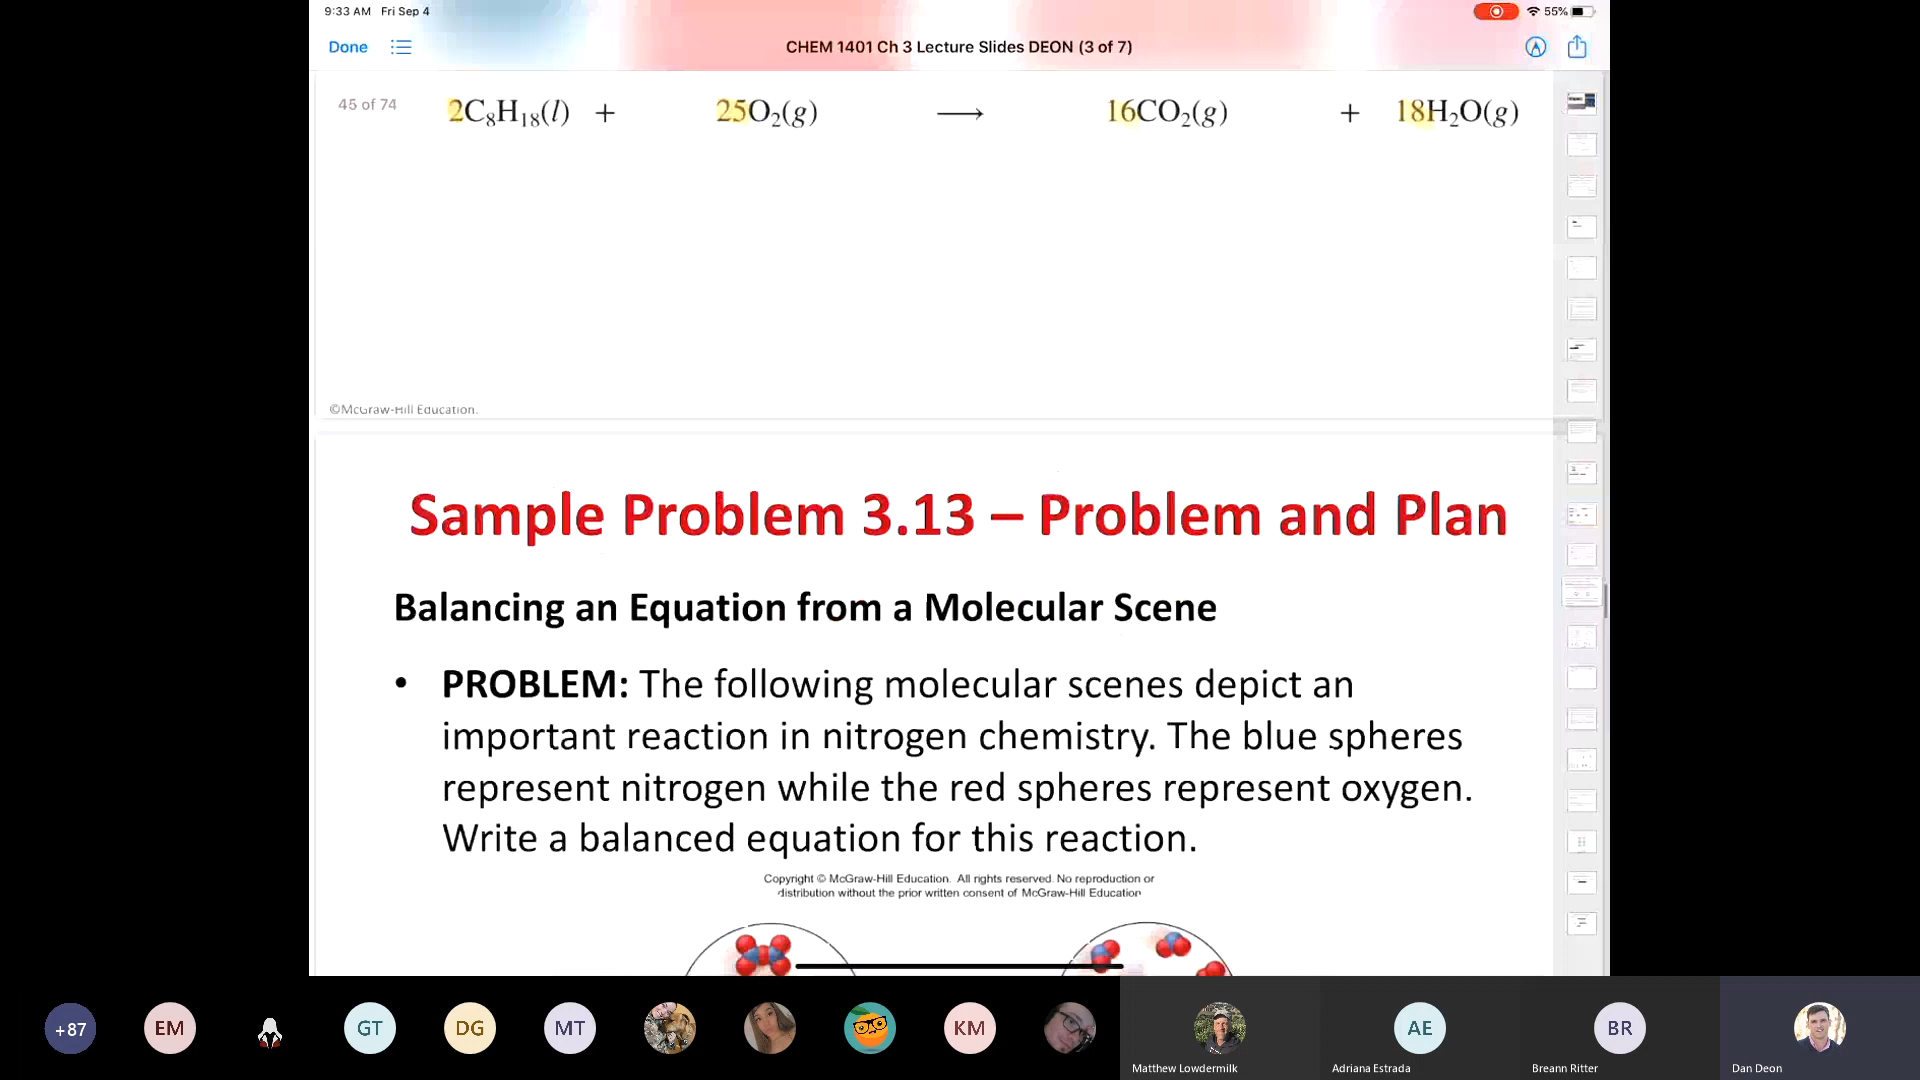 9:33 AM Fri Sep 4
55%
Done
CHEM 1401 Ch 3 Lecture Slides DEON (3 of 7)
45 of 74
2C₈H₁₈(l) + 25O₂(g) ⟶ 16CO₂(g) + 18H₂O(g)
©McGraw-Hill Education.
Sample Problem 3.13 – Problem and Plan
Balancing an Equation from a Molecular Scene
• PROBLEM: The following molecular scenes depict an
important reaction in nitrogen chemistry. The blue spheres
represent nitrogen while the red spheres represent oxygen.
Write a balanced equation for this reaction.
Copyright © McGraw-Hill Education. All rights reserved. No reproduction or
distribution without the prior written consent of McGraw-Hill Education
+87
EM
GT
DG
MT
KM
AE
BR
Matthew Lowdermilk
Adriana Estrada
Breann Ritter
Dan Deon